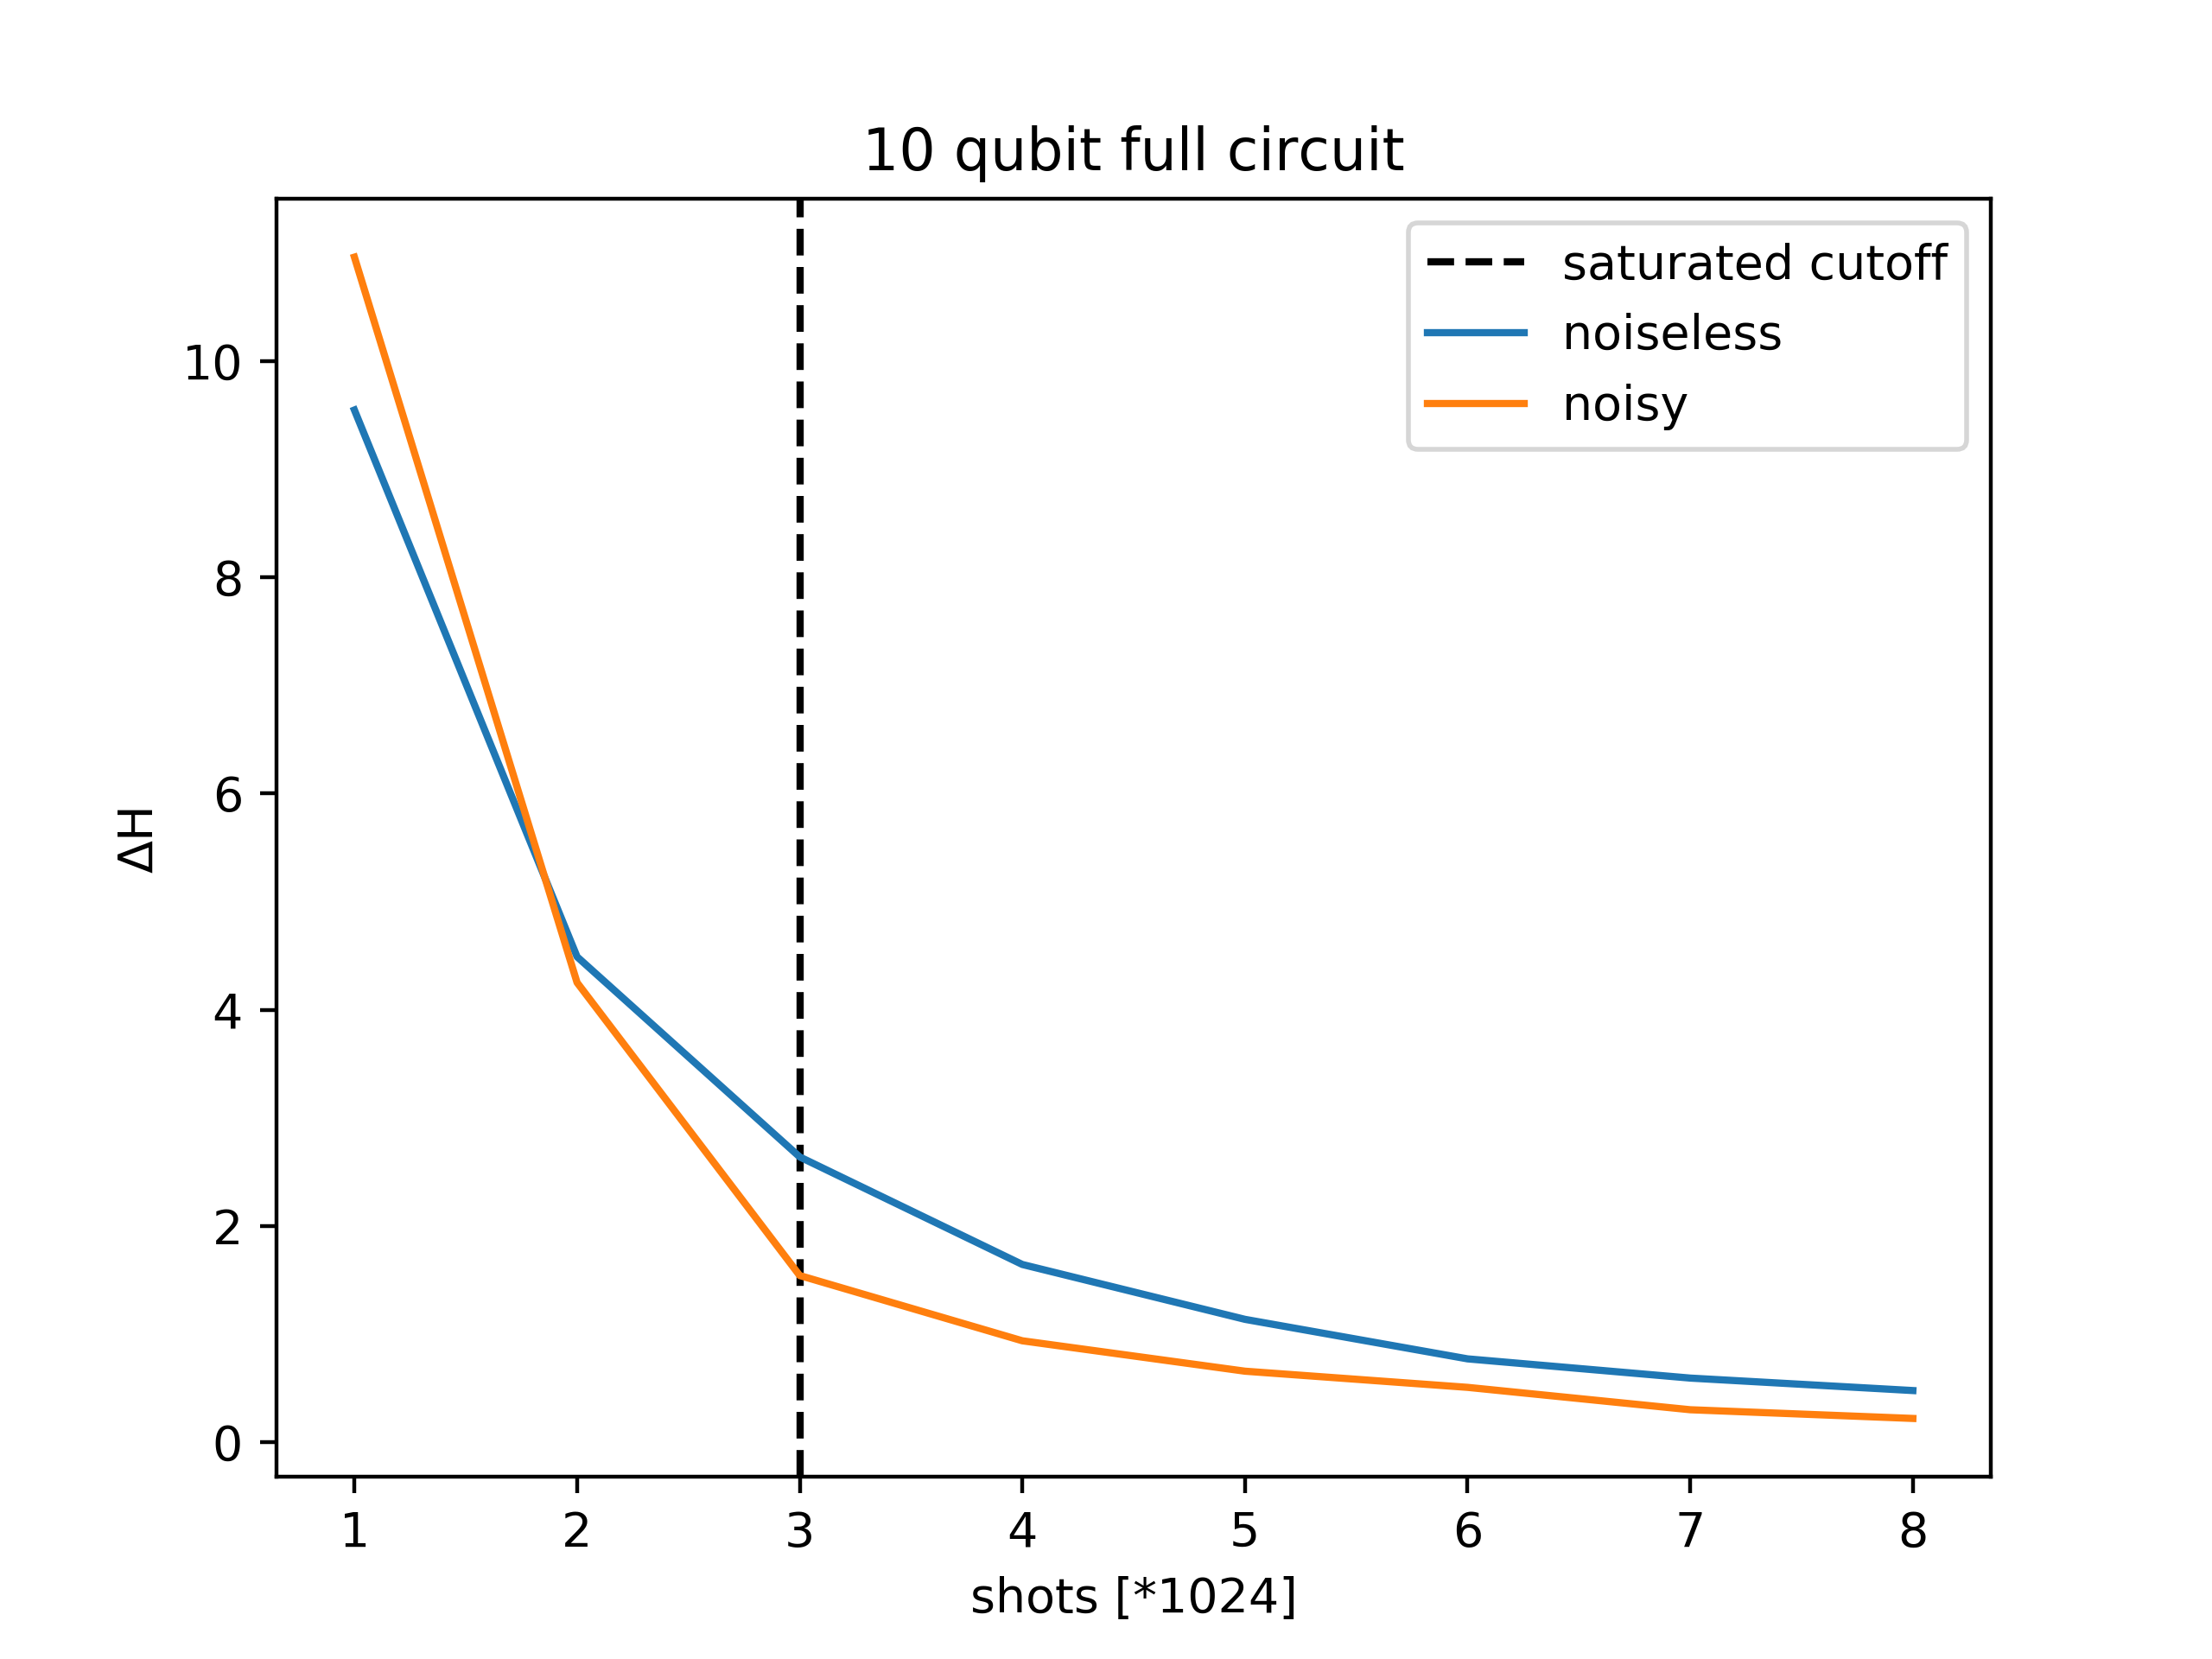 10 qubit full circuit
saturated cutoff
noiseless
noisy
10
8
6
4
2
0
ΔH
1 2 3 4 5 6 7 8
shots [*1024]